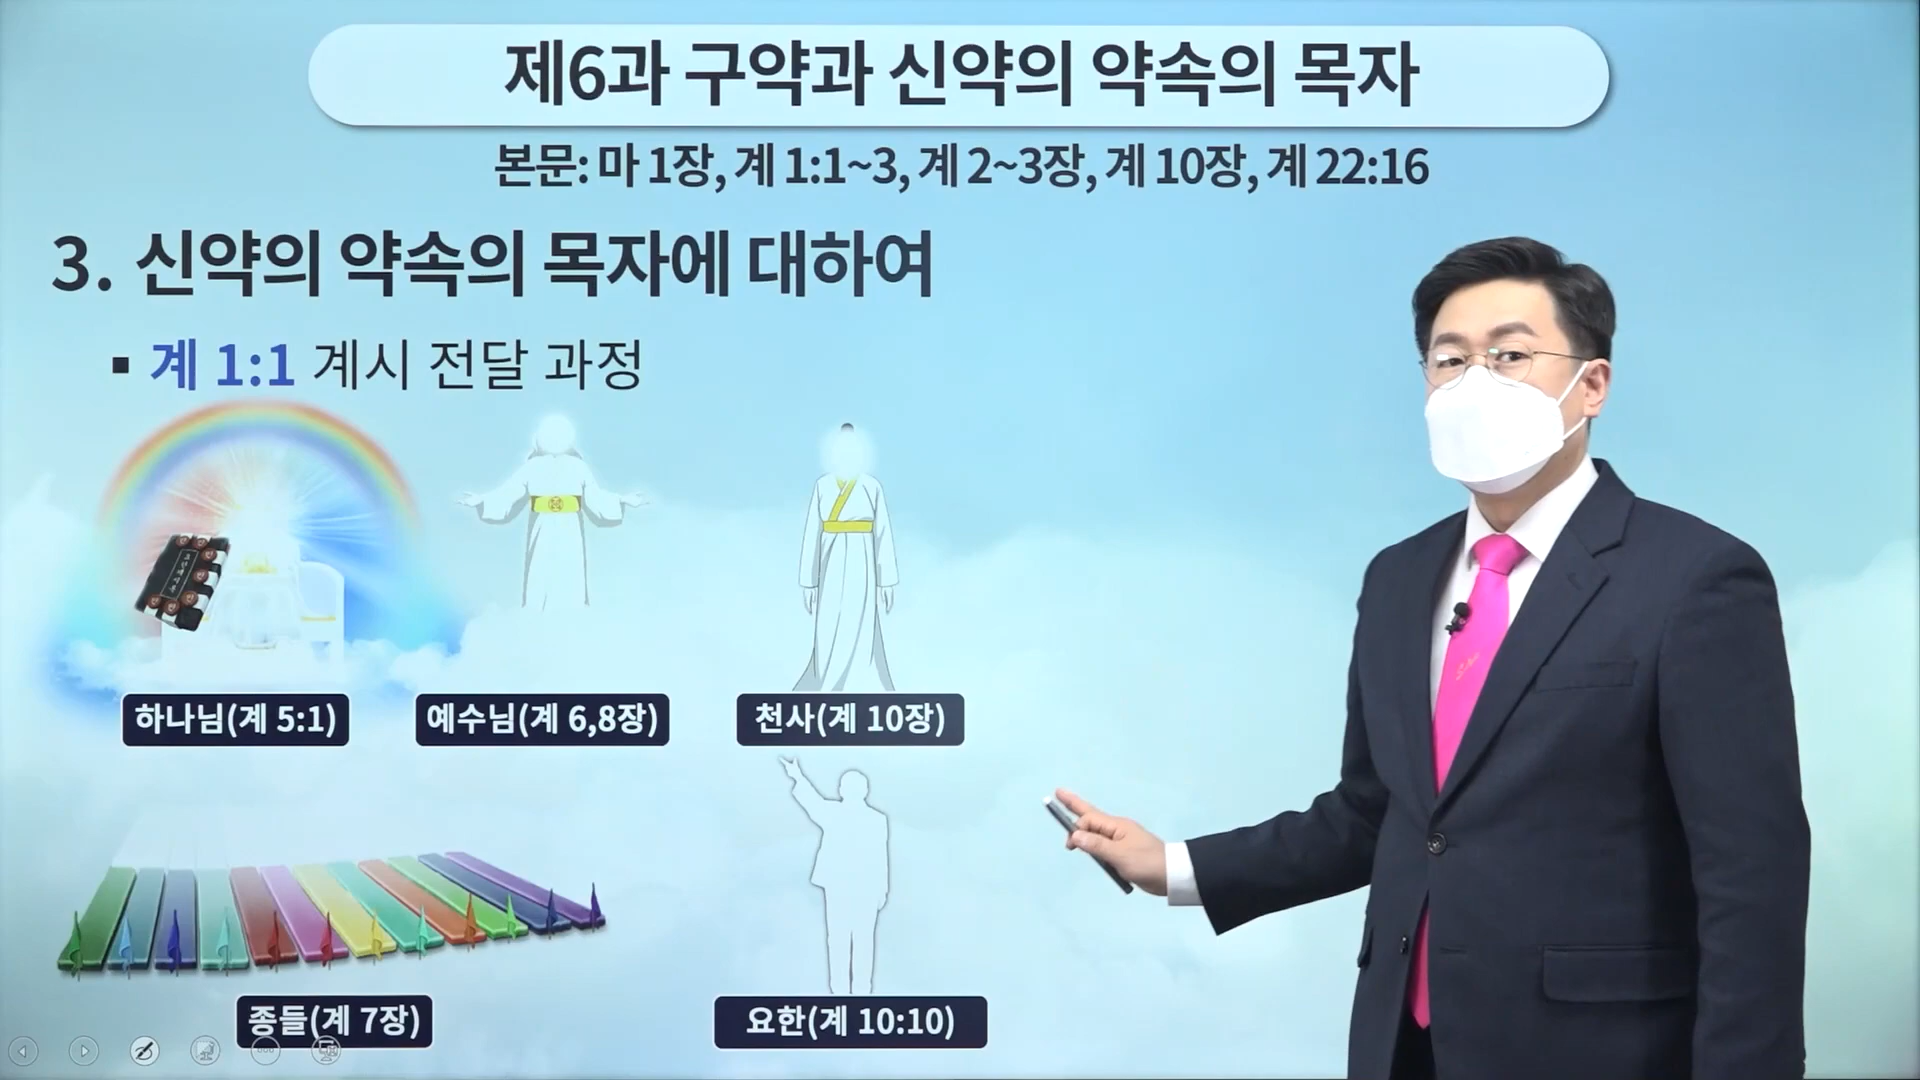 제6과 구약과 신약의 약속의 목자
본문: 마 1장, 계 1:1~3, 계 2~3장, 계 10장, 계 22:16
3. 신약의 약속의 목자에 대하여
▪ 계 1:1 계시 전달 과정
하나님(계 5:1)
예수님(계 6,8장)
천사(계 10장)
종들(계 7장)
요한(계 10:10)